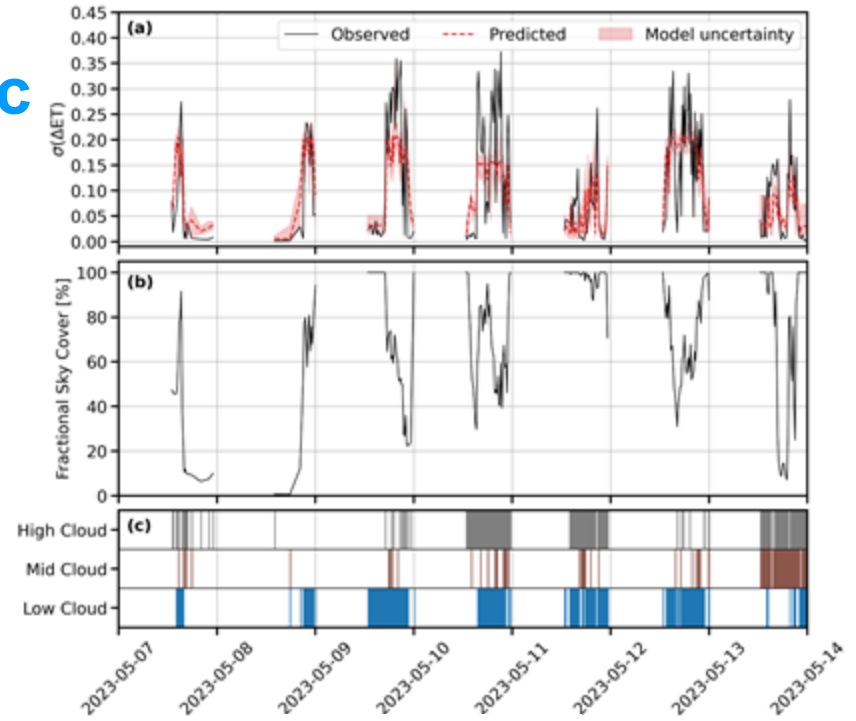 c
(a)
Observed Predicted Model uncertainty
0.45
0.40
0.35
0.30
0.25
0.20
0.15
0.10
0.05
0.00
σ(ΔET)
(b)
100
80
60
40
20
0
Fractional Sky Cover [%]
(c)
High Cloud
Mid Cloud
Low Cloud
2023-05-07 2023-05-08 2023-05-09 2023-05-10 2023-05-11 2023-05-12 2023-05-13 2023-05-14